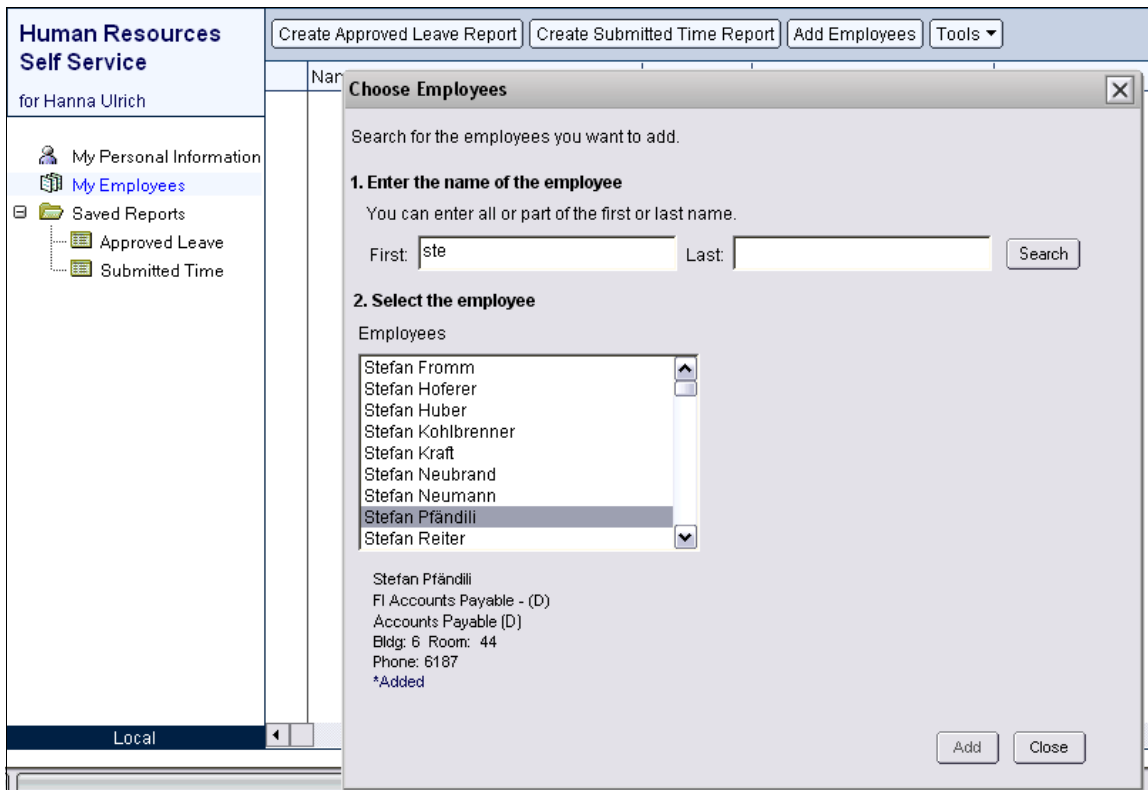 Human Resources
Self Service
for Hanna Ulrich
My Personal Information
My Employees
Saved Reports
Approved Leave
Submitted Time
Local
Create Approved Leave Report Create Submitted Time Report Add Employees Tools
Choose Employees
Search for the employees you want to add.
1. Enter the name of the employee
You can enter all or part of the first or last name.
First: ste Last: Search
2. Select the employee
Employees
Stefan Fromm
Stefan Hoferer
Stefan Huber
Stefan Kohlbrenner
Stefan Kraft
Stefan Neubrand
Stefan Neumann
Stefan Pfändili
Stefan Reiter
Stefan Pfändili
FI Accounts Payable - (D)
Accounts Payable (D)
Bldg: 6 Room: 44
Phone: 6187
*Added
Add Close